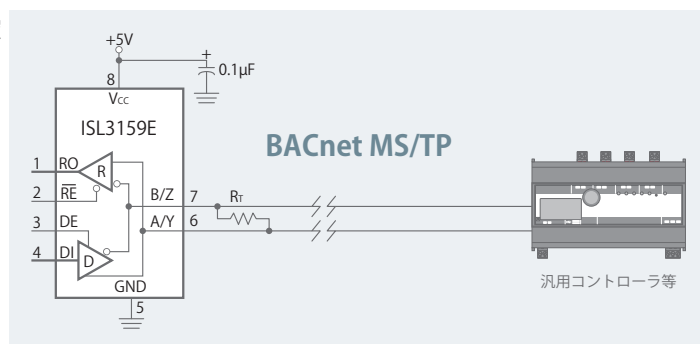 +5V
+
0.1μF
8
Vcc
ISL3159E
BACnet MS/TP
1 RO R
2 RE B/Z 7 RT
3 DE A/Y 6
4 DI D
GND
5
汎用コントローラ等